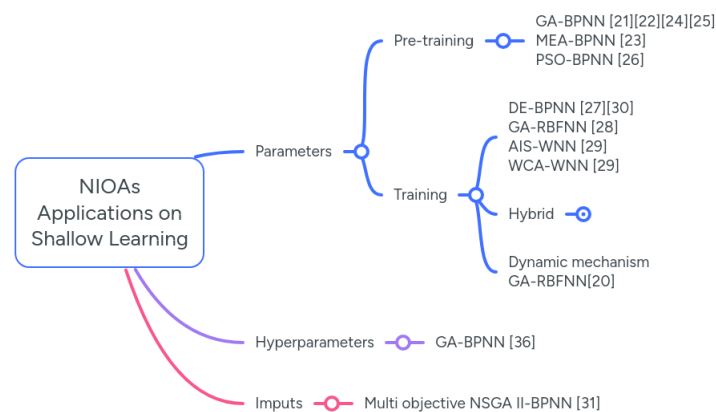 NIOAs
Applications on
Shallow Learning
Parameters
Pre-training
GA-BPNN [21][22][24][25]
MEA-BPNN [23]
PSO-BPNN [26]
Training
DE-BPNN [27][30]
GA-RBFNN [28]
AIS-WNN [29]
WCA-WNN [29]
Hybrid
Dynamic mechanism
GA-RBFNN[20]
Hyperparameters
GA-BPNN [36]
Imputs
Multi objective NSGA II-BPNN [31]